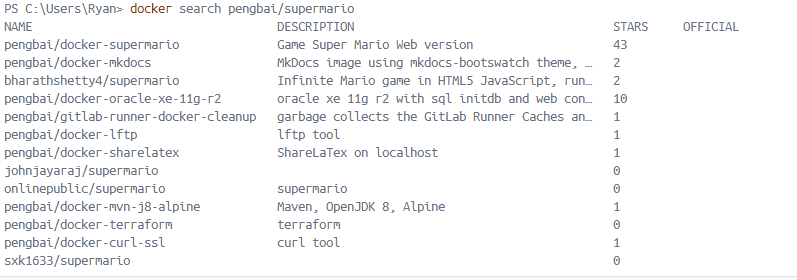 PS C:\Users\Ryan> docker search pengbai/supermario
NAME DESCRIPTION STARS OFFICIAL
pengbai/docker-supermario Game Super Mario Web version 43
pengbai/docker-mkdocs MkDocs image using mkdocs-bootswatch theme, … 2
bharathshetty4/supermario Infinite Mario game in HTML5 JavaScript, run… 2
pengbai/docker-oracle-xe-11g-r2 oracle xe 11g r2 with sql initdb and web con… 10
pengbai/gitlab-runner-docker-cleanup garbage collects the GitLab Runner Caches an… 1
pengbai/docker-lftp lftp tool 1
pengbai/docker-sharelatex ShareLaTex on localhost 1
johnjayaraj/supermario 0
onlinepublic/supermario supermario 0
pengbai/docker-mvn-j8-alpine Maven, OpenJDK 8, Alpine 1
pengbai/docker-terraform terraform 0
pengbai/docker-curl-ssl curl tool 1
sxk1633/supermario 0